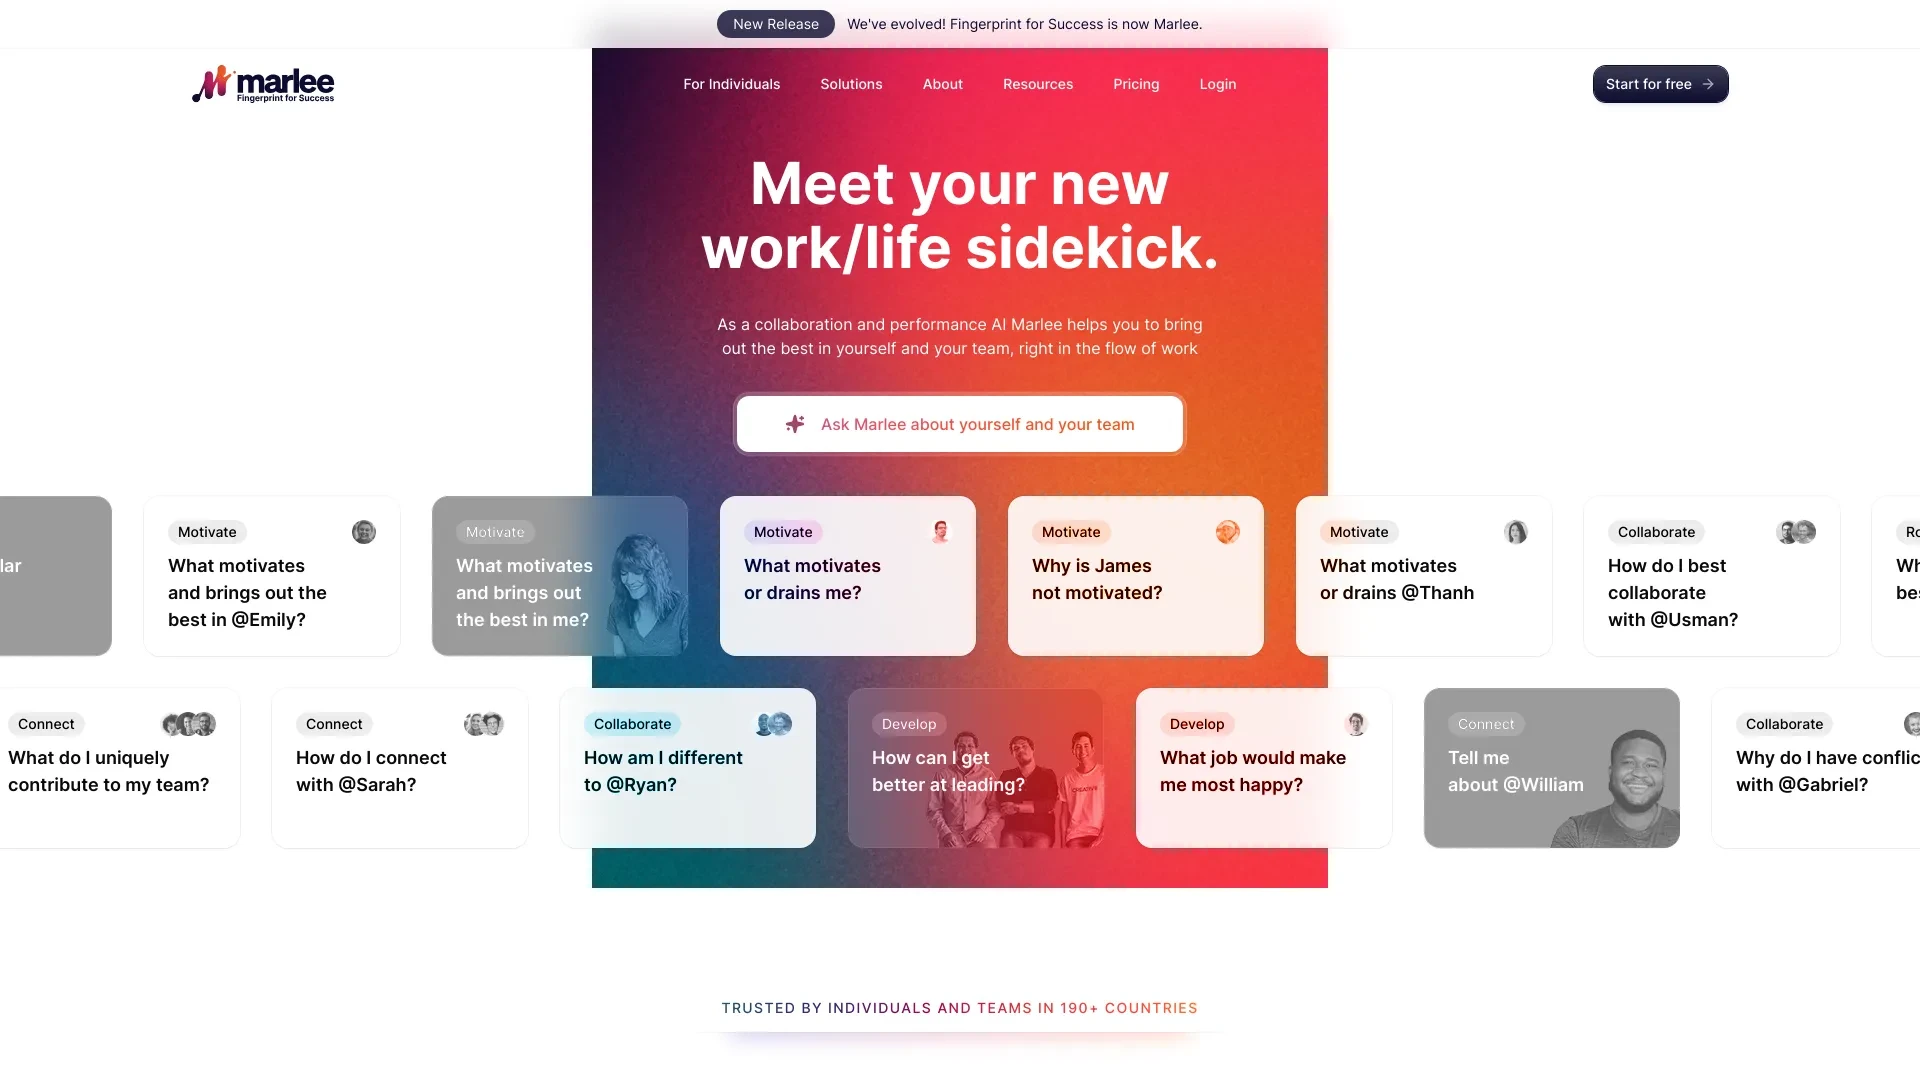 New Release We've evolved! Fingerprint for Success is now Marlee.
marlee
Fingerprint for Success
For Individuals Solutions About Resources Pricing Login
Start for free
Meet your new
work/life sidekick.
As a collaboration and performance AI Marlee helps you to bring
out the best in yourself and your team, right in the flow of work
Ask Marlee about yourself and your team
Motivate
What motivates
and brings out the
best in @Emily?
Motivate
What motivates
and brings out
the best in me?
Motivate
What motivates
or drains me?
Motivate
Why is James
not motivated?
Motivate
What motivates
or drains @Thanh
Collaborate
How do I best
collaborate
with @Usman?
Connect
What do I uniquely
contribute to my team?
Connect
How do I connect
with @Sarah?
Collaborate
How am I different
to @Ryan?
Develop
How can I get
better at leading?
CREATIVE
Develop
What job would make
me most happy?
Connect
Tell me
about @William
Collaborate
Why do I have conflic
with @Gabriel?
TRUSTED BY INDIVIDUALS AND TEAMS IN 190+ COUNTRIES